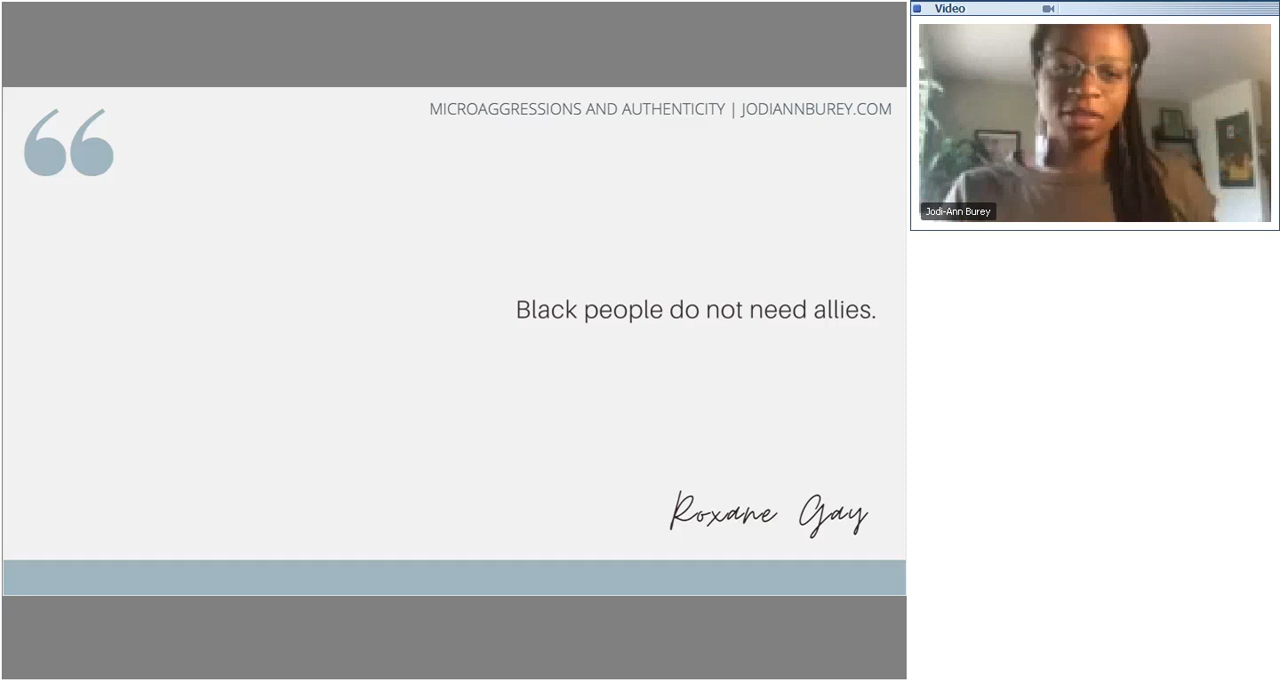 Video
MICROAGGRESSIONS AND AUTHENTICITY | JODIANNBUREY.COM
“
Black people do not need allies.
Roxane Gay
Jodi-Ann Burey